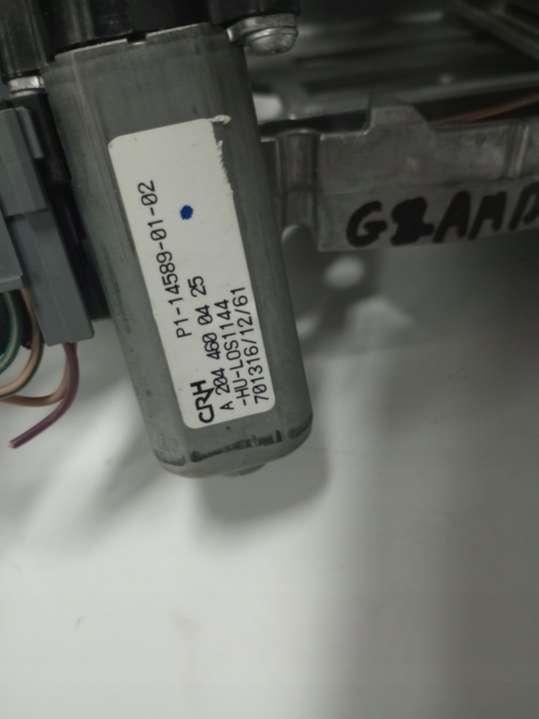 P1-14589-01-02
CRH
A 204 460 04 25
-HU-LOS1144
701316/12/61